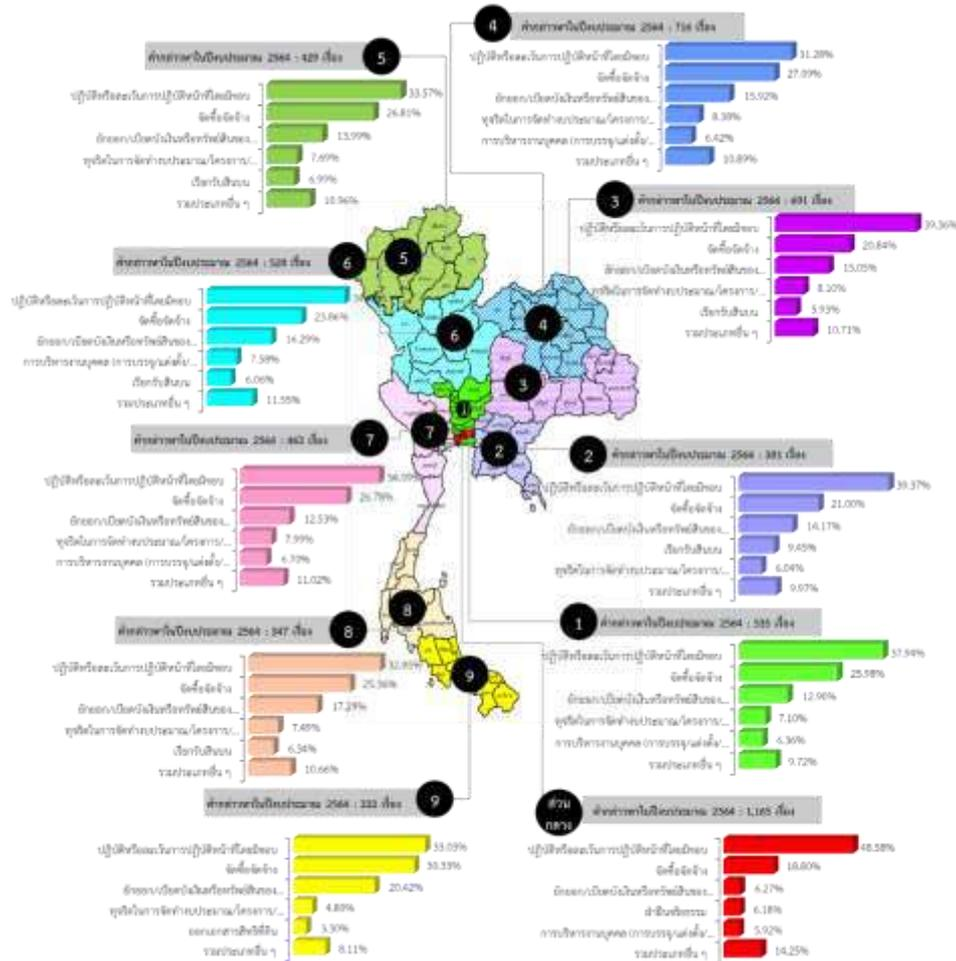 4
คำกล่าวหาในปีงบประมาณ 2564 : 716 เรื่อง
ปฏิบัติหรือละเว้นการปฏิบัติหน้าที่โดยมิชอบ 31.28%
จัดซื้อจัดจ้าง 27.09%
ยักยอก/เบียดบังเงินหรือทรัพย์สินของ... 15.92%
ทุจริตในการจัดทำงบประมาณ/โครงการ/... 8.38%
การบริหารงานบุคคล (การบรรจุ/แต่งตั้ง/... 6.42%
รวมประเภทอื่น ๆ 10.89%
คำกล่าวหาในปีงบประมาณ 2564 : 429 เรื่อง
5
ปฏิบัติหรือละเว้นการปฏิบัติหน้าที่โดยมิชอบ 33.57%
จัดซื้อจัดจ้าง 26.81%
ยักยอก/เบียดบังเงินหรือทรัพย์สินของ... 13.99%
ทุจริตในการจัดทำงบประมาณ/โครงการ/... 7.69%
เรียกรับสินบน 6.99%
รวมประเภทอื่น ๆ 10.96%
3
คำกล่าวหาในปีงบประมาณ 2564 : 691 เรื่อง
ปฏิบัติหรือละเว้นการปฏิบัติหน้าที่โดยมิชอบ 39.36%
จัดซื้อจัดจ้าง 20.84%
ยักยอก/เบียดบังเงินหรือทรัพย์สินของ... 15.05%
ทุจริตในการจัดทำงบประมาณ/โครงการ/... 8.10%
เรียกรับสินบน 5.93%
รวมประเภทอื่น ๆ 10.71%
คำกล่าวหาในปีงบประมาณ 2564 : 528 เรื่อง
6
ปฏิบัติหรือละเว้นการปฏิบัติหน้าที่โดยมิชอบ
จัดซื้อจัดจ้าง 23.86%
ยักยอก/เบียดบังเงินหรือทรัพย์สินของ... 16.29%
การบริหารงานบุคคล (การบรรจุ/แต่งตั้ง/... 7.58%
เรียกรับสินบน 6.06%
รวมประเภทอื่น ๆ 11.55%
5
6
4
3
1
7
2
8
9
คำกล่าวหาในปีงบประมาณ 2564 : 463 เรื่อง
7
ปฏิบัติหรือละเว้นการปฏิบัติหน้าที่โดยมิชอบ
จัดซื้อจัดจ้าง 26.78%
ยักยอก/เบียดบังเงินหรือทรัพย์สินของ... 12.53%
ทุจริตในการจัดทำงบประมาณ/โครงการ/... 7.99%
การบริหารงานบุคคล (การบรรจุ/แต่งตั้ง/... 6.70%
รวมประเภทอื่น ๆ 11.02%
2
คำกล่าวหาในปีงบประมาณ 2564 : 381 เรื่อง
ปฏิบัติหรือละเว้นการปฏิบัติหน้าที่โดยมิชอบ 39.37%
จัดซื้อจัดจ้าง 21.00%
ยักยอก/เบียดบังเงินหรือทรัพย์สินของ... 14.17%
เรียกรับสินบน 9.45%
ทุจริตในการจัดทำงบประมาณ/โครงการ/... 6.04%
รวมประเภทอื่น ๆ 9.97%
คำกล่าวหาในปีงบประมาณ 2564 : 347 เรื่อง
8
ปฏิบัติหรือละเว้นการปฏิบัติหน้าที่โดยมิชอบ 32.85%
จัดซื้อจัดจ้าง 25.36%
ยักยอก/เบียดบังเงินหรือทรัพย์สินของ... 17.29%
ทุจริตในการจัดทำงบประมาณ/โครงการ/... 7.49%
เรียกรับสินบน 6.34%
รวมประเภทอื่น ๆ 10.66%
1
คำกล่าวหาในปีงบประมาณ 2564 : 535 เรื่อง
ปฏิบัติหรือละเว้นการปฏิบัติหน้าที่โดยมิชอบ 37.94%
จัดซื้อจัดจ้าง 25.98%
ยักยอก/เบียดบังเงินหรือทรัพย์สินของ... 12.90%
ทุจริตในการจัดทำงบประมาณ/โครงการ/... 7.10%
การบริหารงานบุคคล (การบรรจุ/แต่งตั้ง/... 6.36%
รวมประเภทอื่น ๆ 9.72%
คำกล่าวหาในปีงบประมาณ 2564 : 333 เรื่อง
9
ปฏิบัติหรือละเว้นการปฏิบัติหน้าที่โดยมิชอบ 33.03%
จัดซื้อจัดจ้าง 30.33%
ยักยอก/เบียดบังเงินหรือทรัพย์สินของ... 20.42%
ทุจริตในการจัดทำงบประมาณ/โครงการ/... 4.80%
ออกเอกสารสิทธิที่ดิน 3.30%
รวมประเภทอื่น ๆ 8.11%
ส่วน
กลาง
คำกล่าวหาในปีงบประมาณ 2564 : 1,165 เรื่อง
ปฏิบัติหรือละเว้นการปฏิบัติหน้าที่โดยมิชอบ 48.58%
จัดซื้อจัดจ้าง 18.80%
ยักยอก/เบียดบังเงินหรือทรัพย์สินของ... 6.27%
ฝ่าฝืนจริยธรรม 6.18%
การบริหารงานบุคคล (การบรรจุ/แต่งตั้ง/... 5.92%
รวมประเภทอื่น ๆ 14.25%